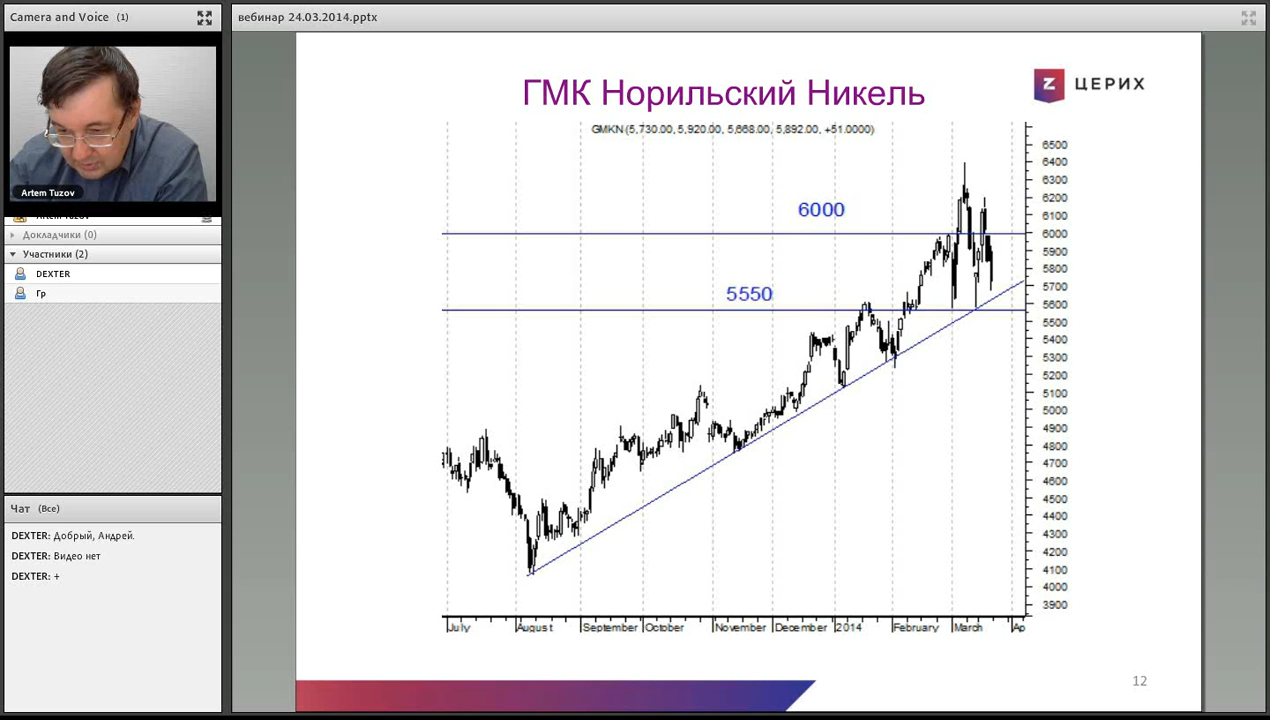 Camera and Voice (1)
вебинар 24.03.2014.pptx
Artem Tuzov
Artem Tuzov
Докладчики (0)
Участники (2)
DEXTER
Гр
Чат (Все)
DEXTER: Добрый, Андрей.
DEXTER: Видео нет
DEXTER: +
ГМК Норильский Никель
Z ЦЕРИХ
GMKN (5,730.00, 5,920.00, 5,668.00, 5,892.00, +51.0000)
6000
5550
6500
6400
6300
6200
6100
6000
5900
5800
5700
5600
5500
5400
5300
5200
5100
5000
4900
4800
4700
4600
4500
4400
4300
4200
4100
4000
3900
July August September October November December 2014 February March Ap
12